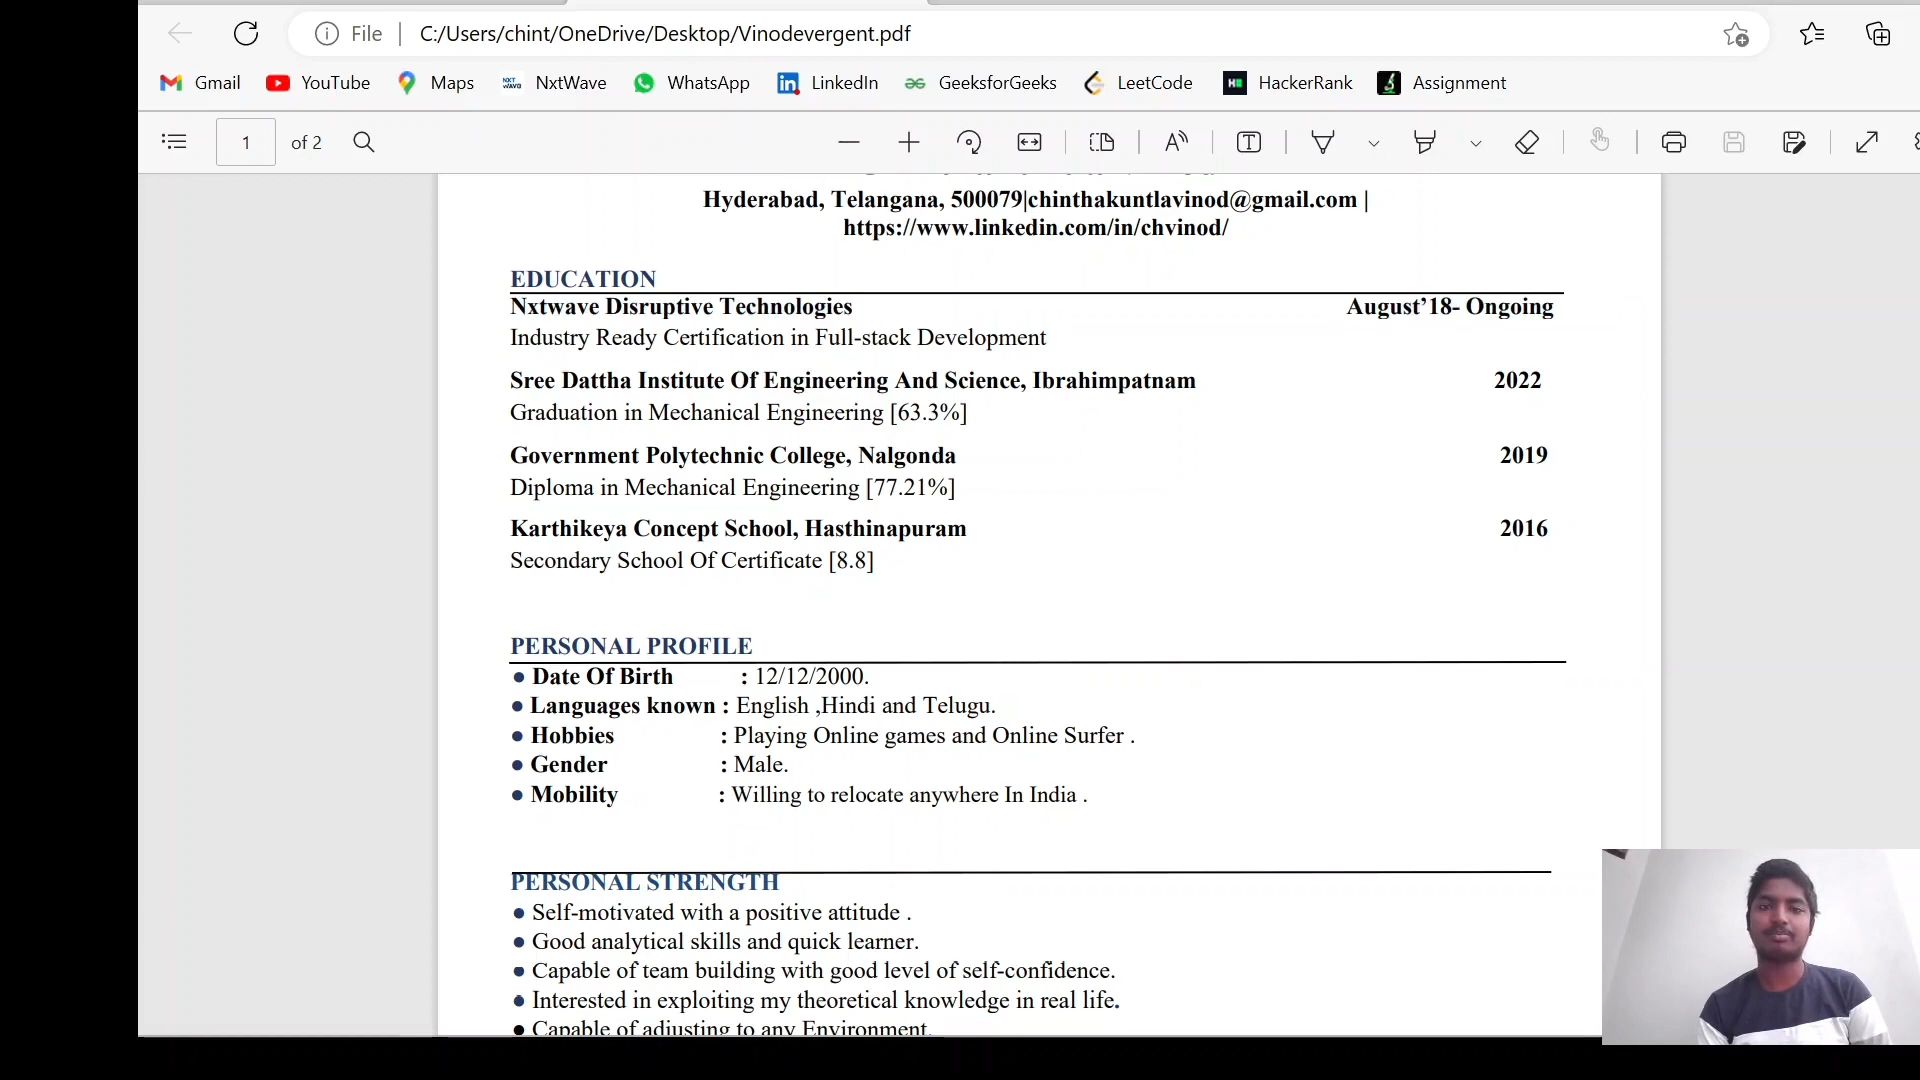 File
C:/Users/chint/OneDrive/Desktop/Vinodevergent.pdf
Gmail YouTube Maps NxtWave WhatsApp LinkedIn GeeksforGeeks LeetCode HackerRank Assignment
1 of 2
Hyderabad, Telangana, 500079|chinthakuntlavinod@gmail.com |
https://www.linkedin.com/in/chvinod/
EDUCATION
Nxtwave Disruptive Technologies August’18- Ongoing
Industry Ready Certification in Full-stack Development
Sree Dattha Institute Of Engineering And Science, Ibrahimpatnam 2022
Graduation in Mechanical Engineering [63.3%]
Government Polytechnic College, Nalgonda 2019
Diploma in Mechanical Engineering [77.21%]
Karthikeya Concept School, Hasthinapuram 2016
Secondary School Of Certificate [8.8]
PERSONAL PROFILE
● Date Of Birth : 12/12/2000.
● Languages known : English ,Hindi and Telugu.
● Hobbies : Playing Online games and Online Surfer .
● Gender : Male.
● Mobility : Willing to relocate anywhere In India .
PERSONAL STRENGTH
● Self-motivated with a positive attitude .
● Good analytical skills and quick learner.
● Capable of team building with good level of self-confidence.
● Interested in exploiting my theoretical knowledge in real life.
● Capable of adjusting to any Environment.